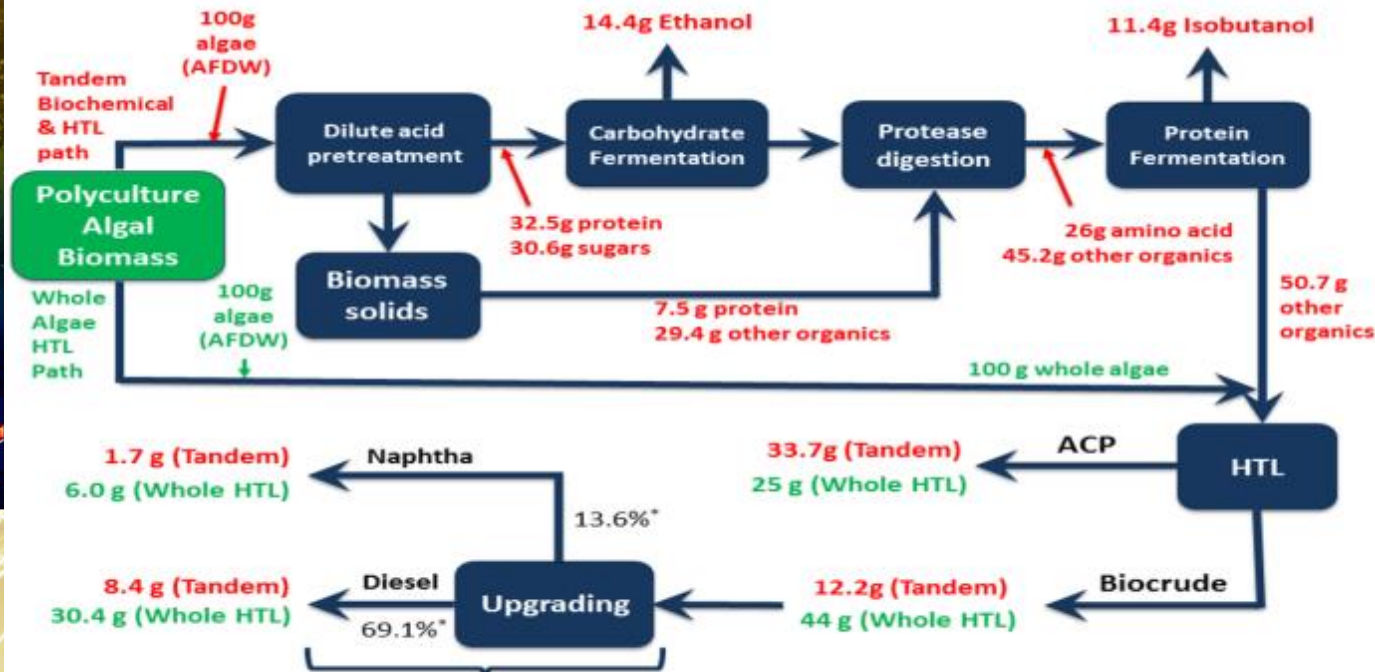 100g
algae
(AFDW)
14.4g Ethanol
11.4g Isobutanol
Tandem
Biochemical
& HTL
path
Dilute acid
pretreatment
Carbohydrate
Fermentation
Protease
digestion
Protein
Fermentation
Polyculture
Algal
Biomass
32.5g protein
30.6g sugars
26g amino acid
45.2g other organics
Biomass
solids
7.5 g protein
29.4 g other organics
50.7 g
other
organics
Whole
Algae
HTL
Path
100g
algae
(AFDW)
100 g whole algae
1.7 g (Tandem)
6.0 g (Whole HTL)
Naphtha
13.6%*
33.7g (Tandem)
25 g (Whole HTL)
ACP
HTL
8.4 g (Tandem)
30.4 g (Whole HTL)
Diesel
69.1%*
Upgrading
12.2g (Tandem)
44 g (Whole HTL)
Biocrude